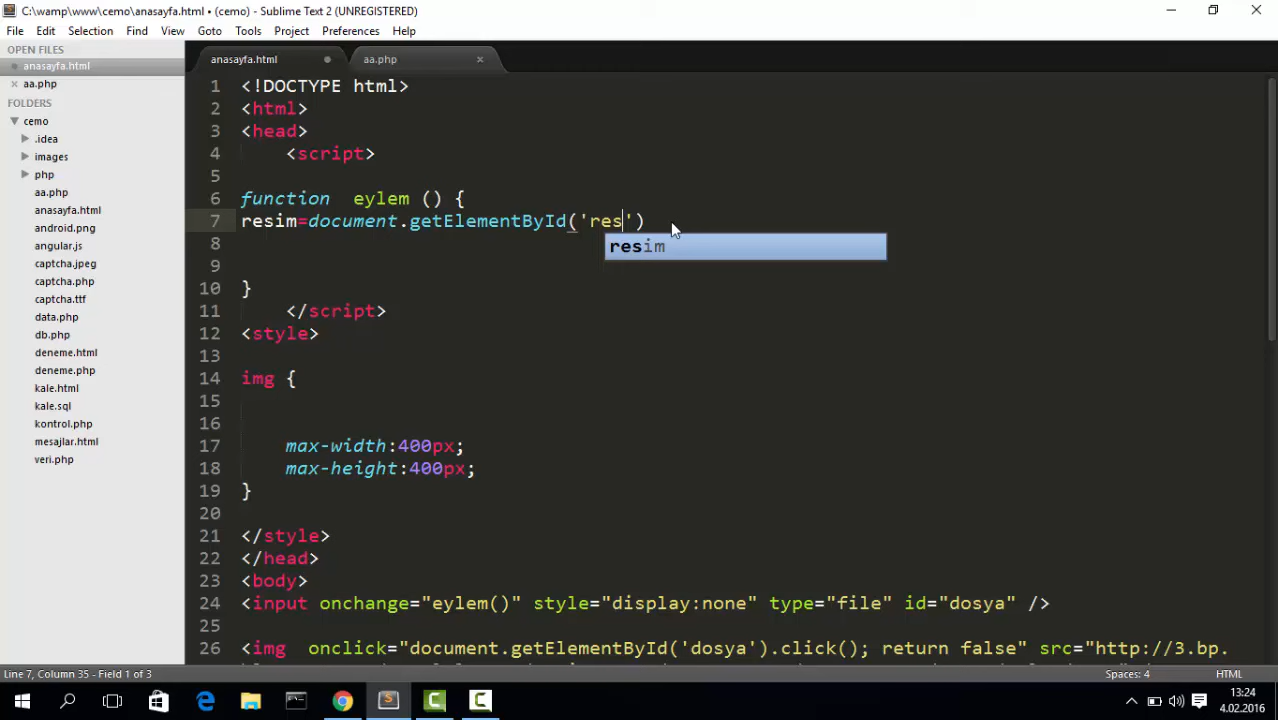 C:\wamp\www\cemo\anasayfa.html • (cemo) - Sublime Text 2 (UNREGISTERED)
File Edit Selection Find View Goto Tools Project Preferences Help
OPEN FILES
anasayfa.html
aa.php
FOLDERS
cemo
.idea
images
php
aa.php
anasayfa.html
android.png
angular.js
captcha.jpeg
captcha.php
captcha.ttf
data.php
db.php
deneme.html
deneme.php
kale.html
kale.sql
kontrol.php
mesajlar.html
veri.php
anasayfa.html aa.php
1 <!DOCTYPE html>
2 <html>
3 <head>
4 <script>
5
6 function eylem () {
7 resim=document.getElementById('res')
resim
8
9
10 }
11 </script>
12 <style>
13
14 img {
15
16
17 max-width:400px;
18 max-height:400px;
19 }
20
21 </style>
22 </head>
23 <body>
24 <input onchange="eylem()" style="display:none" type="file" id="dosya" />
25
26 <img onclick="document.getElementById('dosya').click(); return false" src="http://3.bp.
Line 7, Column 35 - Field 1 of 3 Spaces: 4 HTML
13:24
4.02.2016